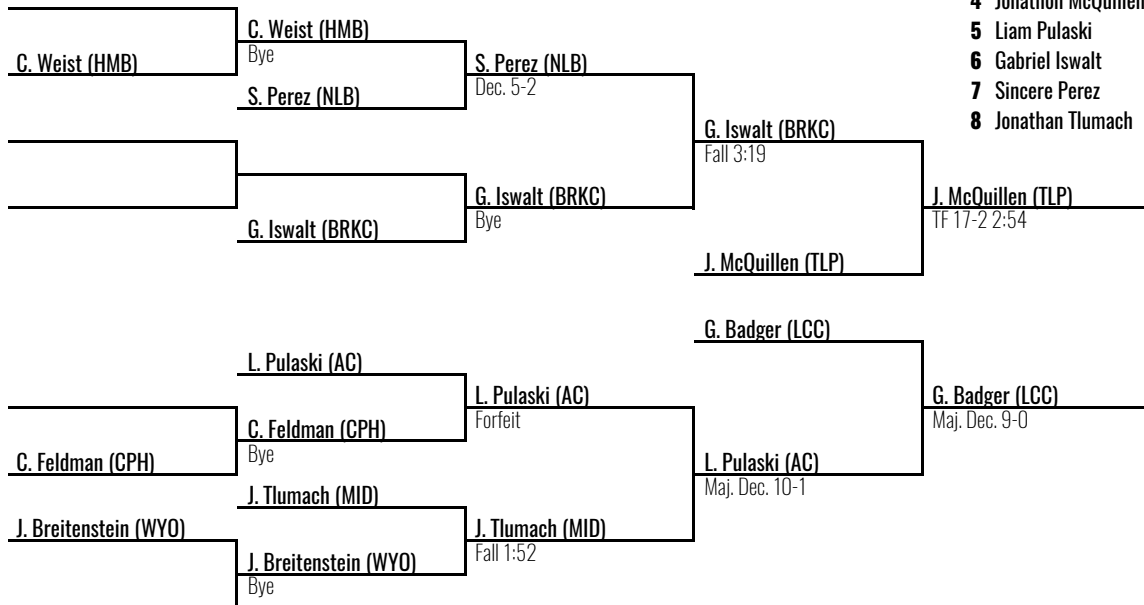 4 Jonathon McQuillen
C. Weist (HMB)
Bye
C. Weist (HMB)
S. Perez (NLB)
S. Perez (NLB)
Dec. 5-2
5 Liam Pulaski
6 Gabriel Iswalt
7 Sincere Perez
8 Jonathan Tlumach
G. Iswalt (BRKC)
Fall 3:19
G. Iswalt (BRKC)
G. Iswalt (BRKC)
Bye
J. McQuillen (TLP)
TF 17-2 2:54
J. McQuillen (TLP)
G. Badger (LCC)
L. Pulaski (AC)
L. Pulaski (AC)
Forfeit
C. Feldman (CPH)
Bye
C. Feldman (CPH)
G. Badger (LCC)
Maj. Dec. 9-0
L. Pulaski (AC)
Maj. Dec. 10-1
J. Tlumach (MID)
J. Breitenstein (WYO)
J. Tlumach (MID)
Fall 1:52
J. Breitenstein (WYO)
Bye